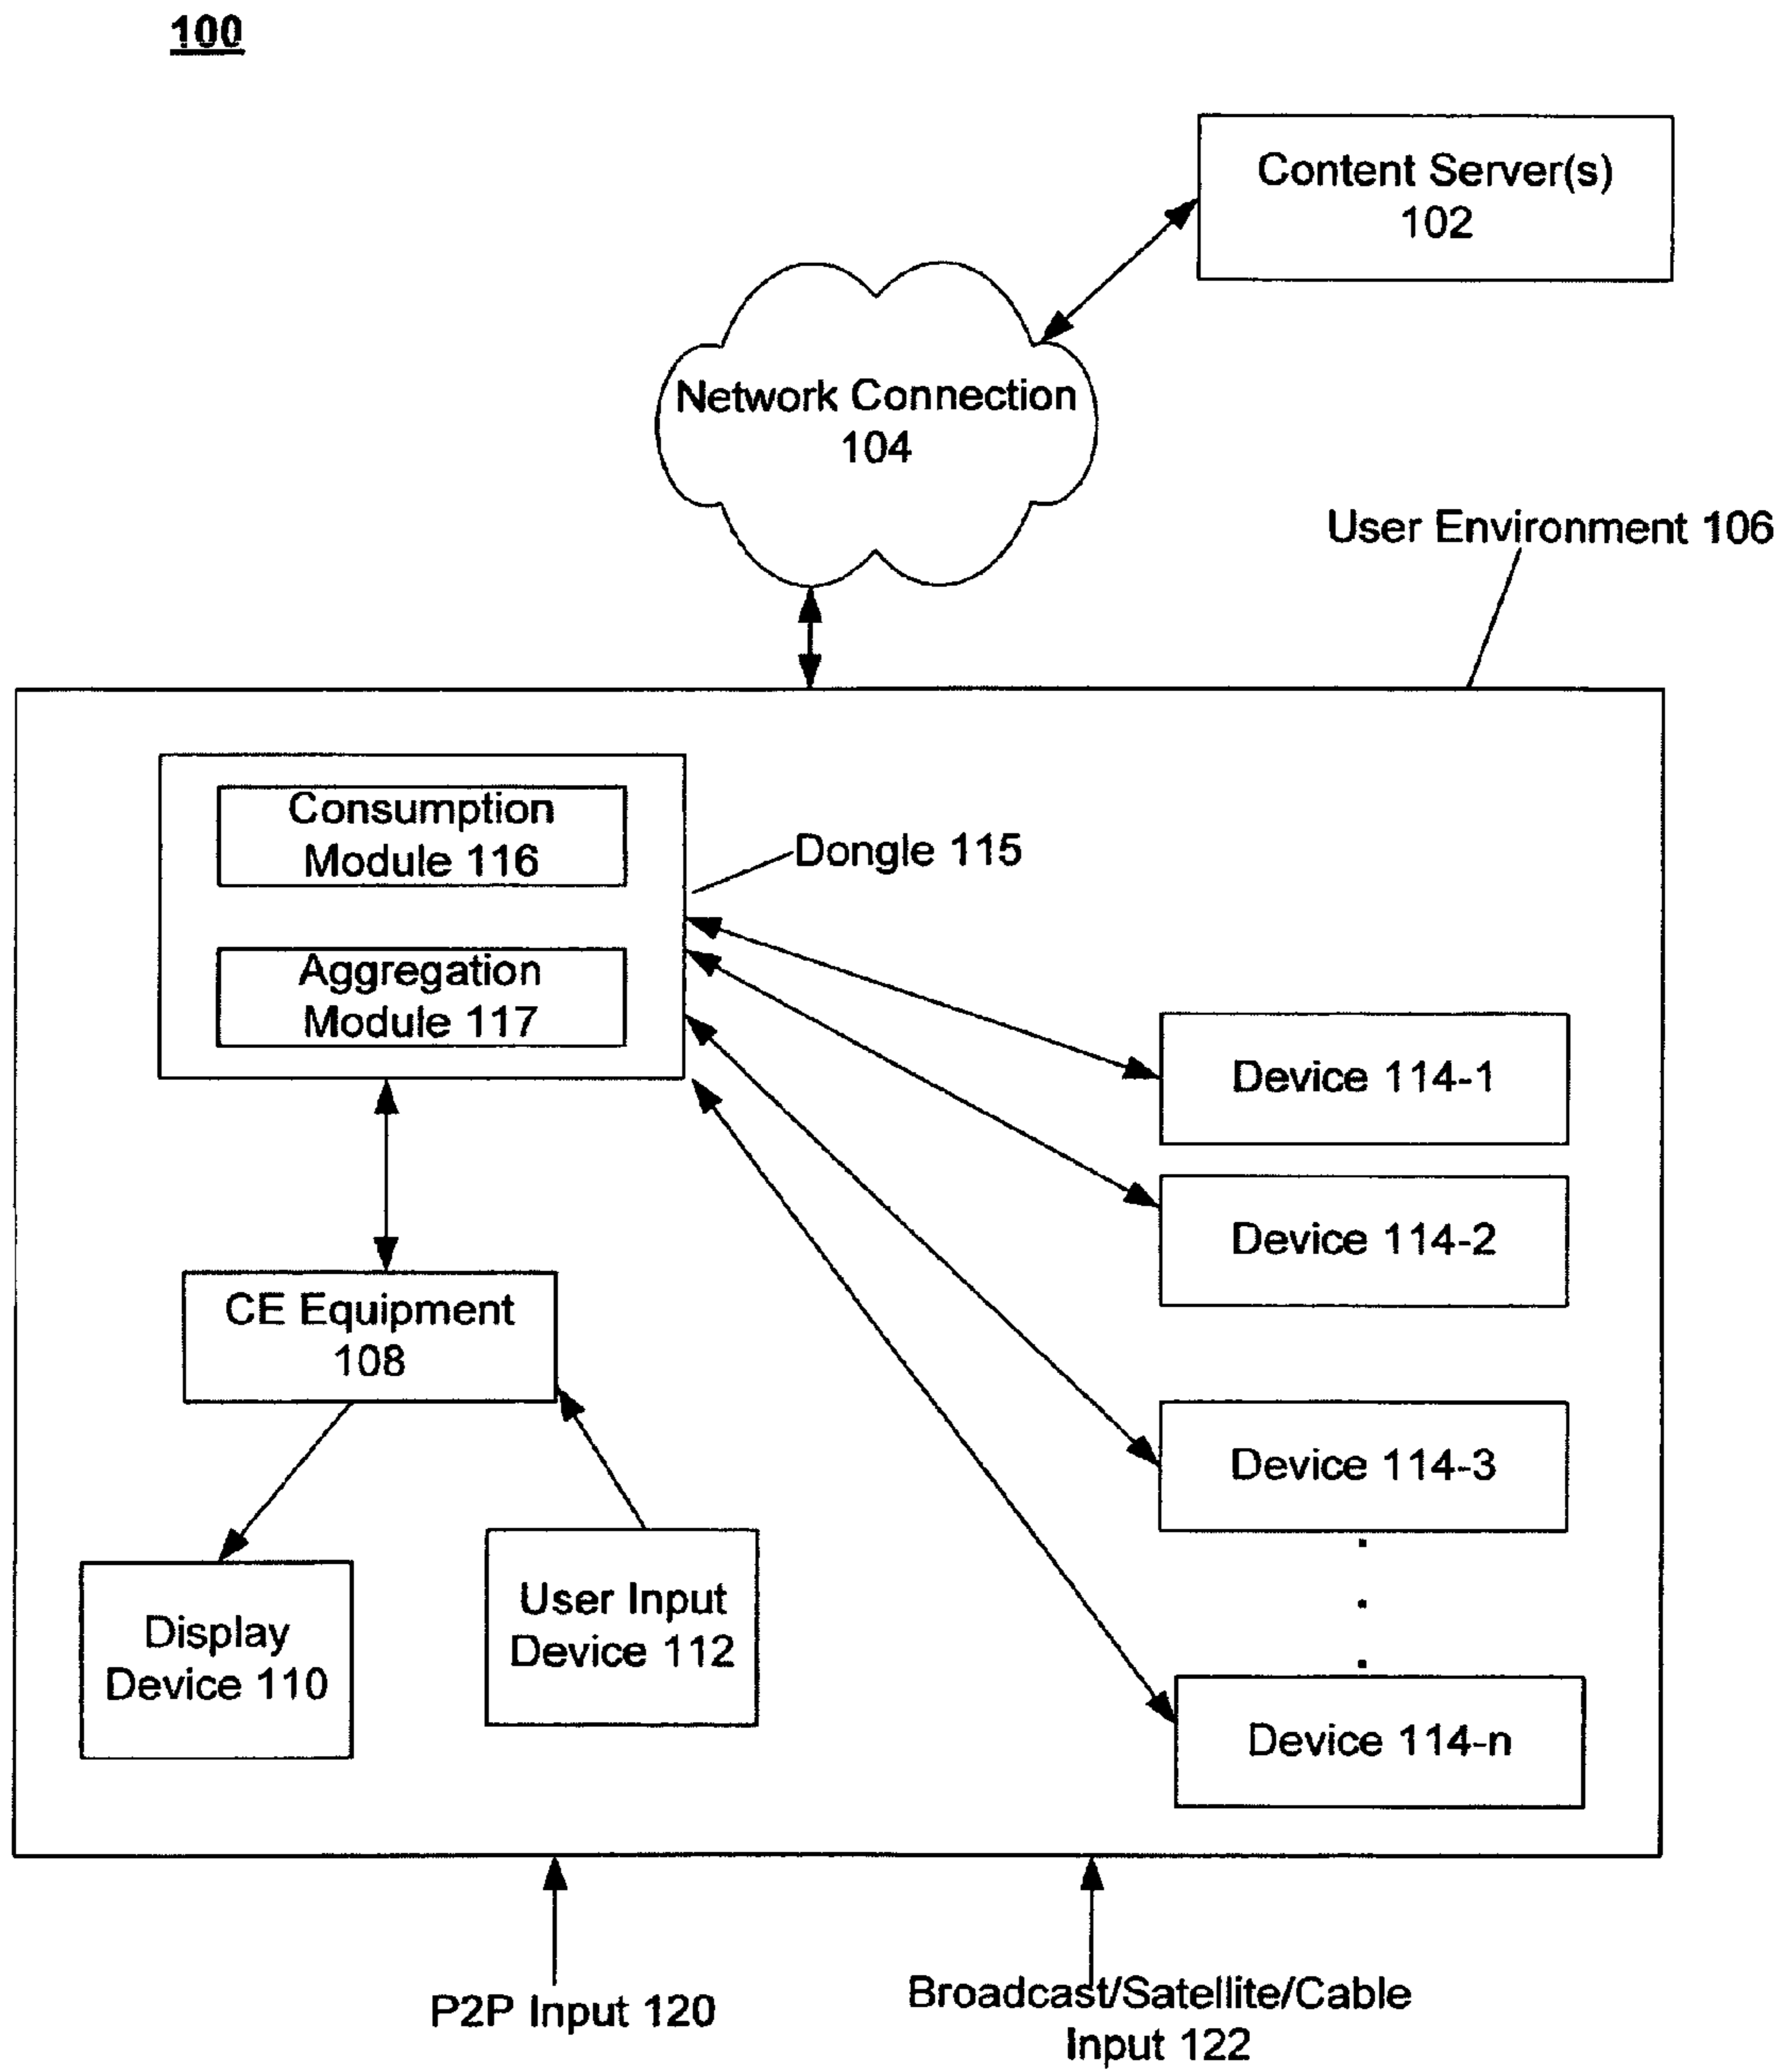 100
Content Server(s)
102
Network Connection
104
User Environment 106
Consumption
Module 116
Dongle 115
Aggregation
Module 117
Device 114-1
Device 114-2
CE Equipment
108
Device 114-3
User Input
Device 112
Display
Device 110
Device 114-n
P2P Input 120
Broadcast/Satellite/Cable
Input 122